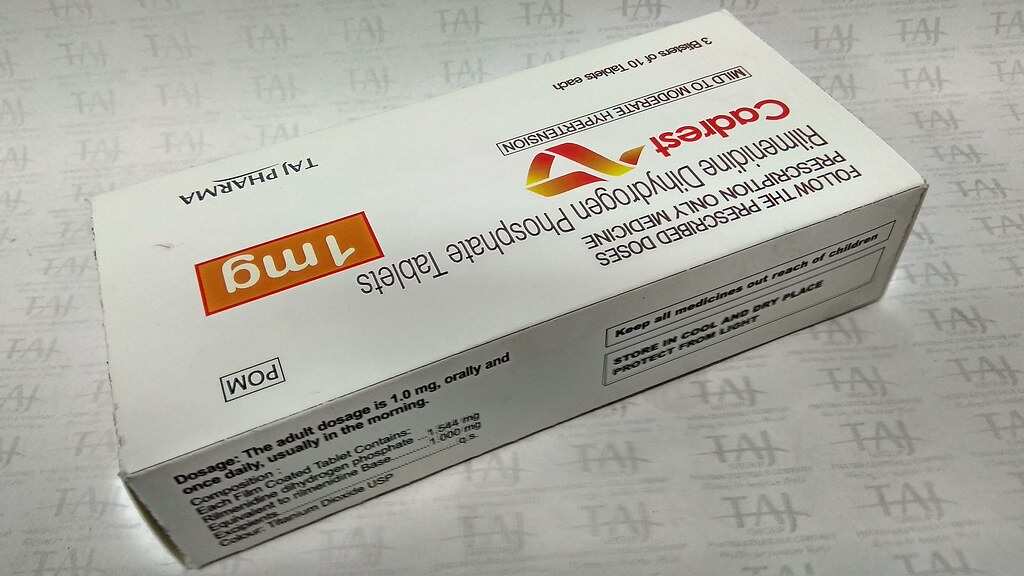 3 Blisters of 10 Tablets each
MILD TO MODERATE HYPERTENSION
Cadrest
Rilmenidine Dihydrogen Phosphate Tablets
1mg
FOLLOW THE PRESCRIBED DOSES
PRESCRIPTION ONLY MEDICINE
TAJ PHARMA
POM
Dosage: The adult dosage is 1.0 mg, orally and
once daily, usually in the morning.
Composition :
Each Film Coated Tablet Contains:
Rilmenidine dihydrogen phosphate ...1.544 mg
Equivalent to rilmenidine Base..........1.000 mg
Excipients..........................q.s.
Colour: Titanium Dioxide USP
Keep all medicines out reach of children
STORE IN COOL AND DRY PLACE
PROTECT FROM LIGHT
TAJ